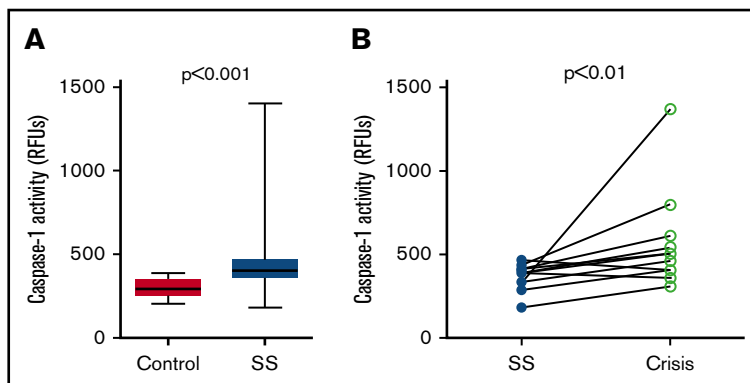 A
p<0.001
Caspase-1 activity (RFUs)
1500
1000
500
0
Control
SS
B
p<0.01
Caspase-1 activity (RFUs)
1500
1000
500
0
SS
Crisis